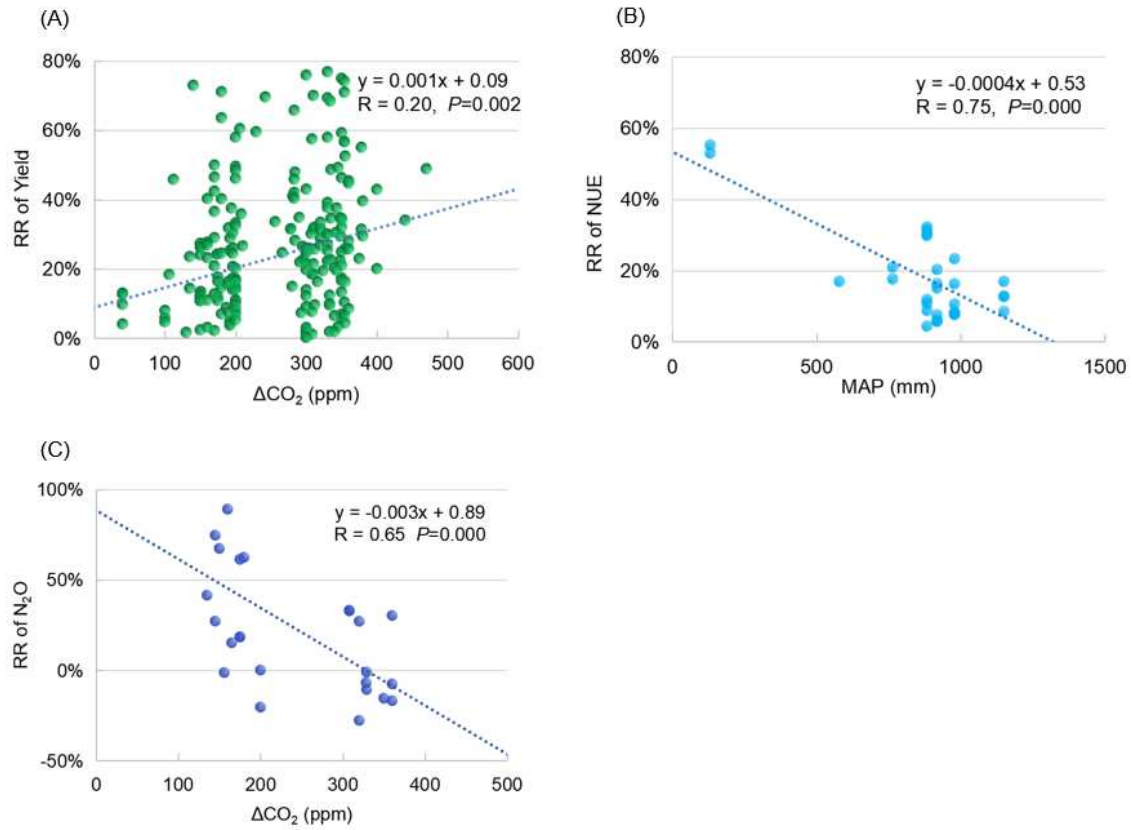 (A)
80%
60%
40%
20%
0%
RR of Yield
y = 0.001x + 0.09
R = 0.20, P=0.002
0 100 200 300 400 500 600
ΔCO₂ (ppm)
(B)
80%
60%
40%
20%
0%
RR of NUE
y = -0.0004x + 0.53
R = 0.75, P=0.000
0 500 1000 1500
MAP (mm)
(C)
100%
50%
0%
-50%
RR of N₂O
y = -0.003x + 0.89
R = 0.65 P=0.000
0 100 200 300 400 500
ΔCO₂ (ppm)